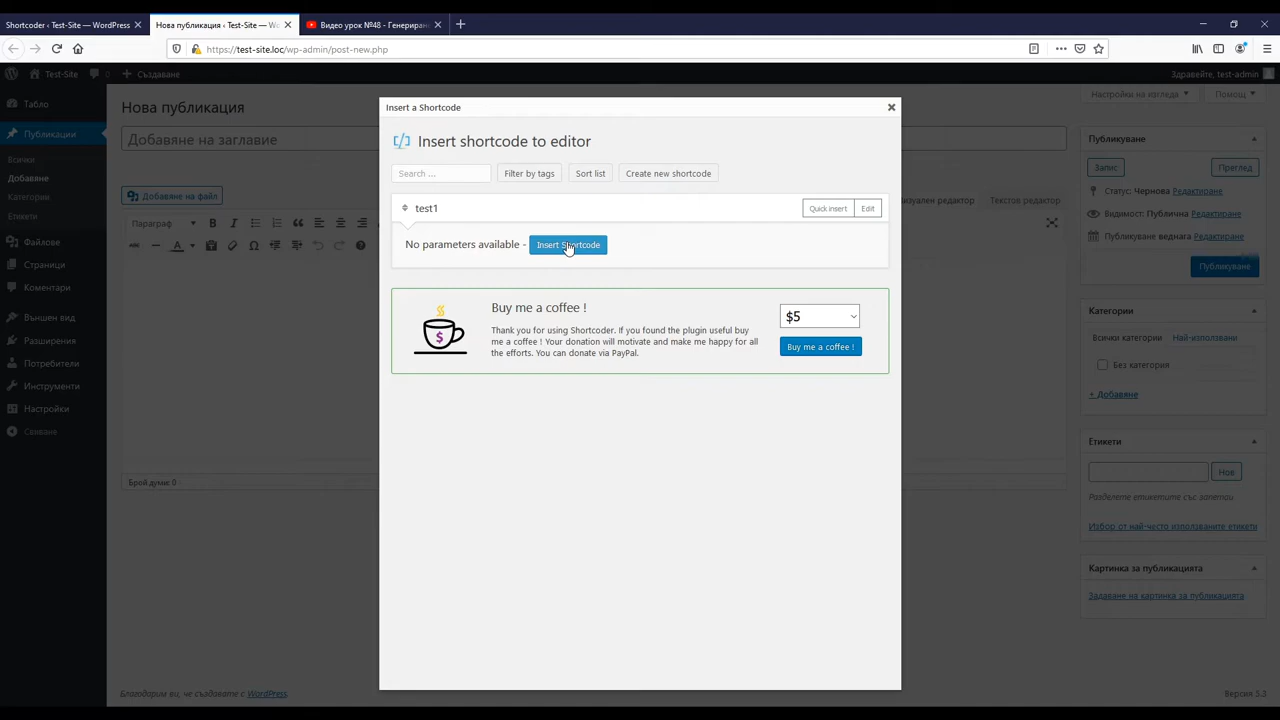 Shortcoder ‹ Test-Site — WordPress
Нова публикация ‹ Test-Site — Wo
Видео урок №48 - Генериран
https://test-site.loc/wp-admin/post-new.php
Test-Site
0
Създаване
Здравейте, test-admin
Табло
Публикации
Всички
Добавяне
Категории
Етикети
Файлове
Страници
Коментари
Външен вид
Разширения
Потребители
Инструменти
Настройки
Свиване
Нова публикация
Добавяне на заглавие
Добавяне на файл
Параграф
Брой думи: 0
Благодарим ви, че създавате с WordPress.
Insert a Shortcode
Insert shortcode to editor
Search ...
Filter by tags
Sort list
Create new shortcode
test1
Quick insert
Edit
No parameters available -
Insert Shortcode
Buy me a coffee !
Thank you for using Shortcoder. If you found the plugin useful buy
me a coffee ! Your donation will motivate and make me happy for all
the efforts. You can donate via PayPal.
$5
Buy me a coffee !
Настройки на изгледа
Помощ
редактор
Текстов редактор
Публикуване
Запис
Преглед
Статус: Чернова Редактиране
Видимост: Публична Редактиране
Публикуване веднага Редактиране
Публикуване
Категории
Всички категории
Най-използвани
Без категория
+ Добавяне
Етикети
Нов
Разделете етикетите със запетаи
Избор от най-често използваните етикети
Картинка за публикацията
Задаване на картинка за публикацията
Версия 5.3